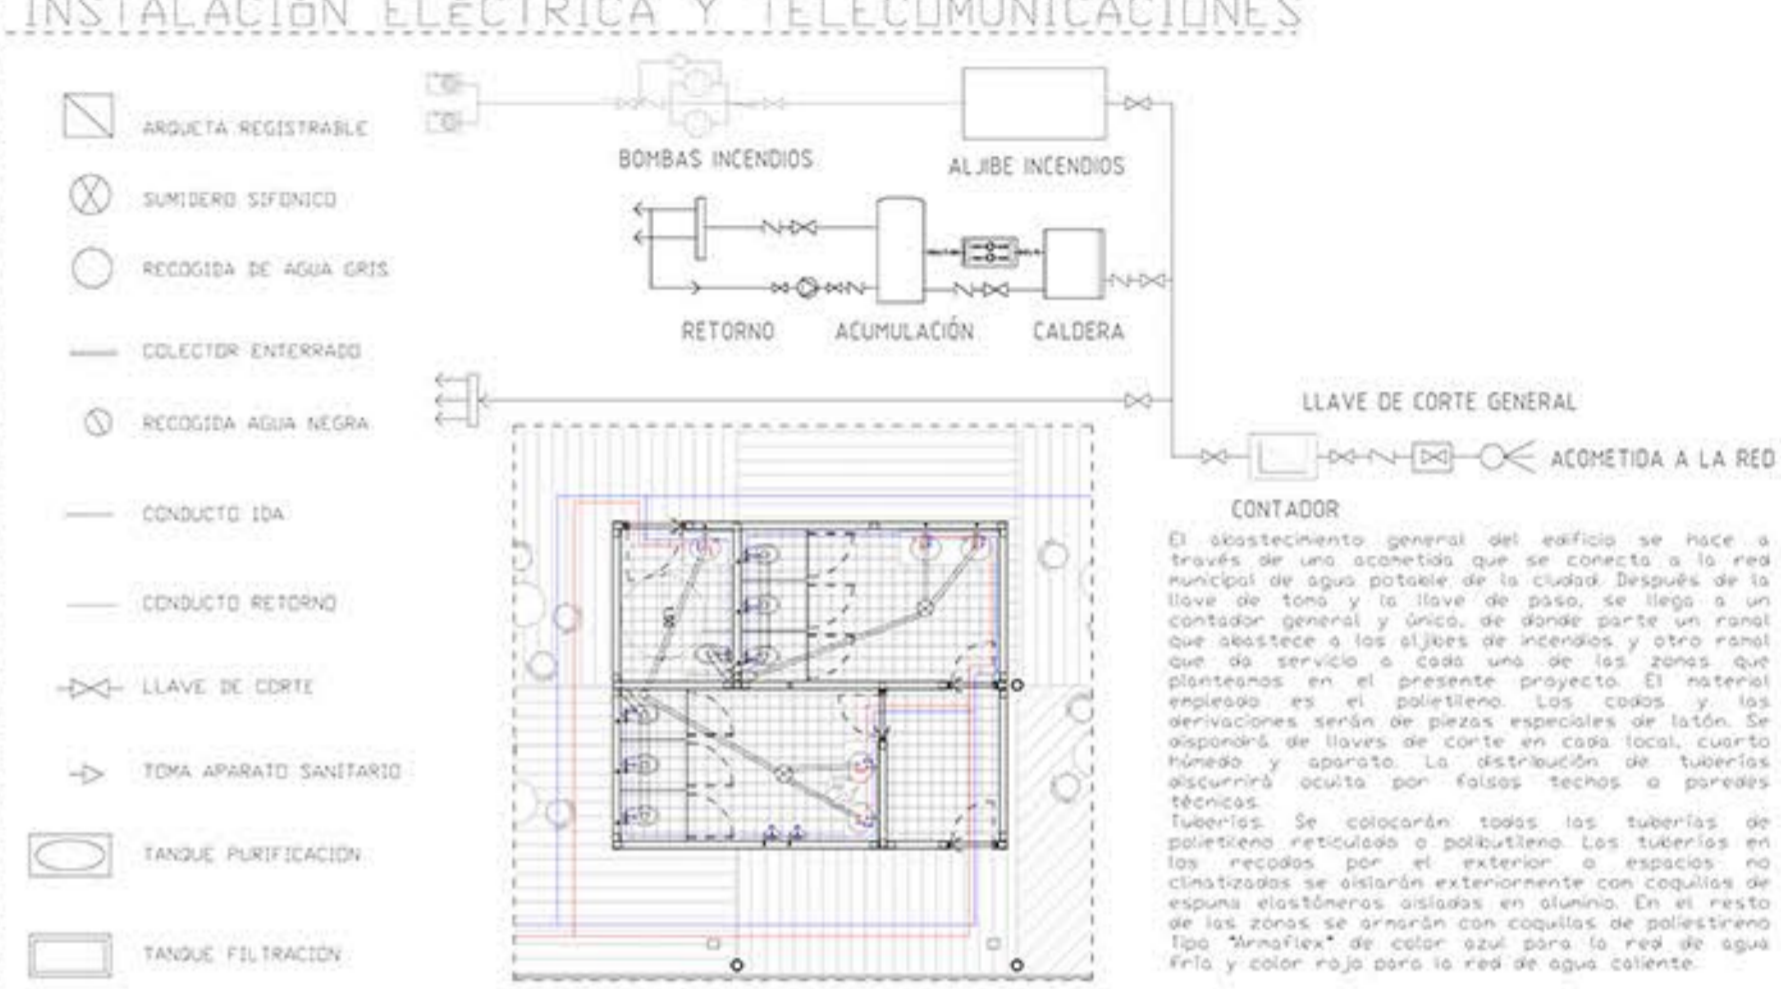 INSTALACIÓN ELÉCTRICA Y TELECOMUNICACIONES
ARQUETA REGISTRABLE
SUMIDERO SIFONICO
RECOGIDA DE AGUA GRIS
COLECTOR ENTERRADO
RECOGIDA AGUA NEGRA
CONDUCTO IDA
CONDUCTO RETORNO
LLAVE DE CORTE
TOMA APARATO SANITARIO
TANQUE PURIFICACIÓN
TANQUE FILTRACIÓN
BOMBAS INCENDIOS
ALJIBE INCENDIOS
RETORNO
ACUMULACIÓN
CALDERA
LLAVE DE CORTE GENERAL
ACOMETIDA A LA RED
CONTADOR
1.50
El abastecimiento general del edificio se hace a
través de una acometida que se conecta a la red
municipal de agua potable de la ciudad. Después de la
llave de toma y la llave de paso, se llega a un
contador general y único, de donde parte un ramal
que abastece a los aljibes de incendios y otro ramal
que da servicio a cada una de las zonas que
planteamos en el presente proyecto. El material
empleado es el polietileno. Los codos y las
derivaciones serán de piezas especiales de latón. Se
dispondrá de llaves de corte en cada local, cuarto
húmedo y aparato. La distribución de tuberías
discurrirá oculta por falsos techos o paredes
técnicas.
Tuberías. Se colocarán todas las tuberías de
polietileno reticulado o polibutileno. Las tuberías en
los recodos por el exterior o espacios no
climatizados se aislarán exteriormente con coquillas de
espuma elastómeras aisladas en aluminio. En el resto
de las zonas se armarán con coquillas de poliestireno
Tipo "Armaflex" de color azul para la red de agua
fría y color rojo para la red de agua caliente.